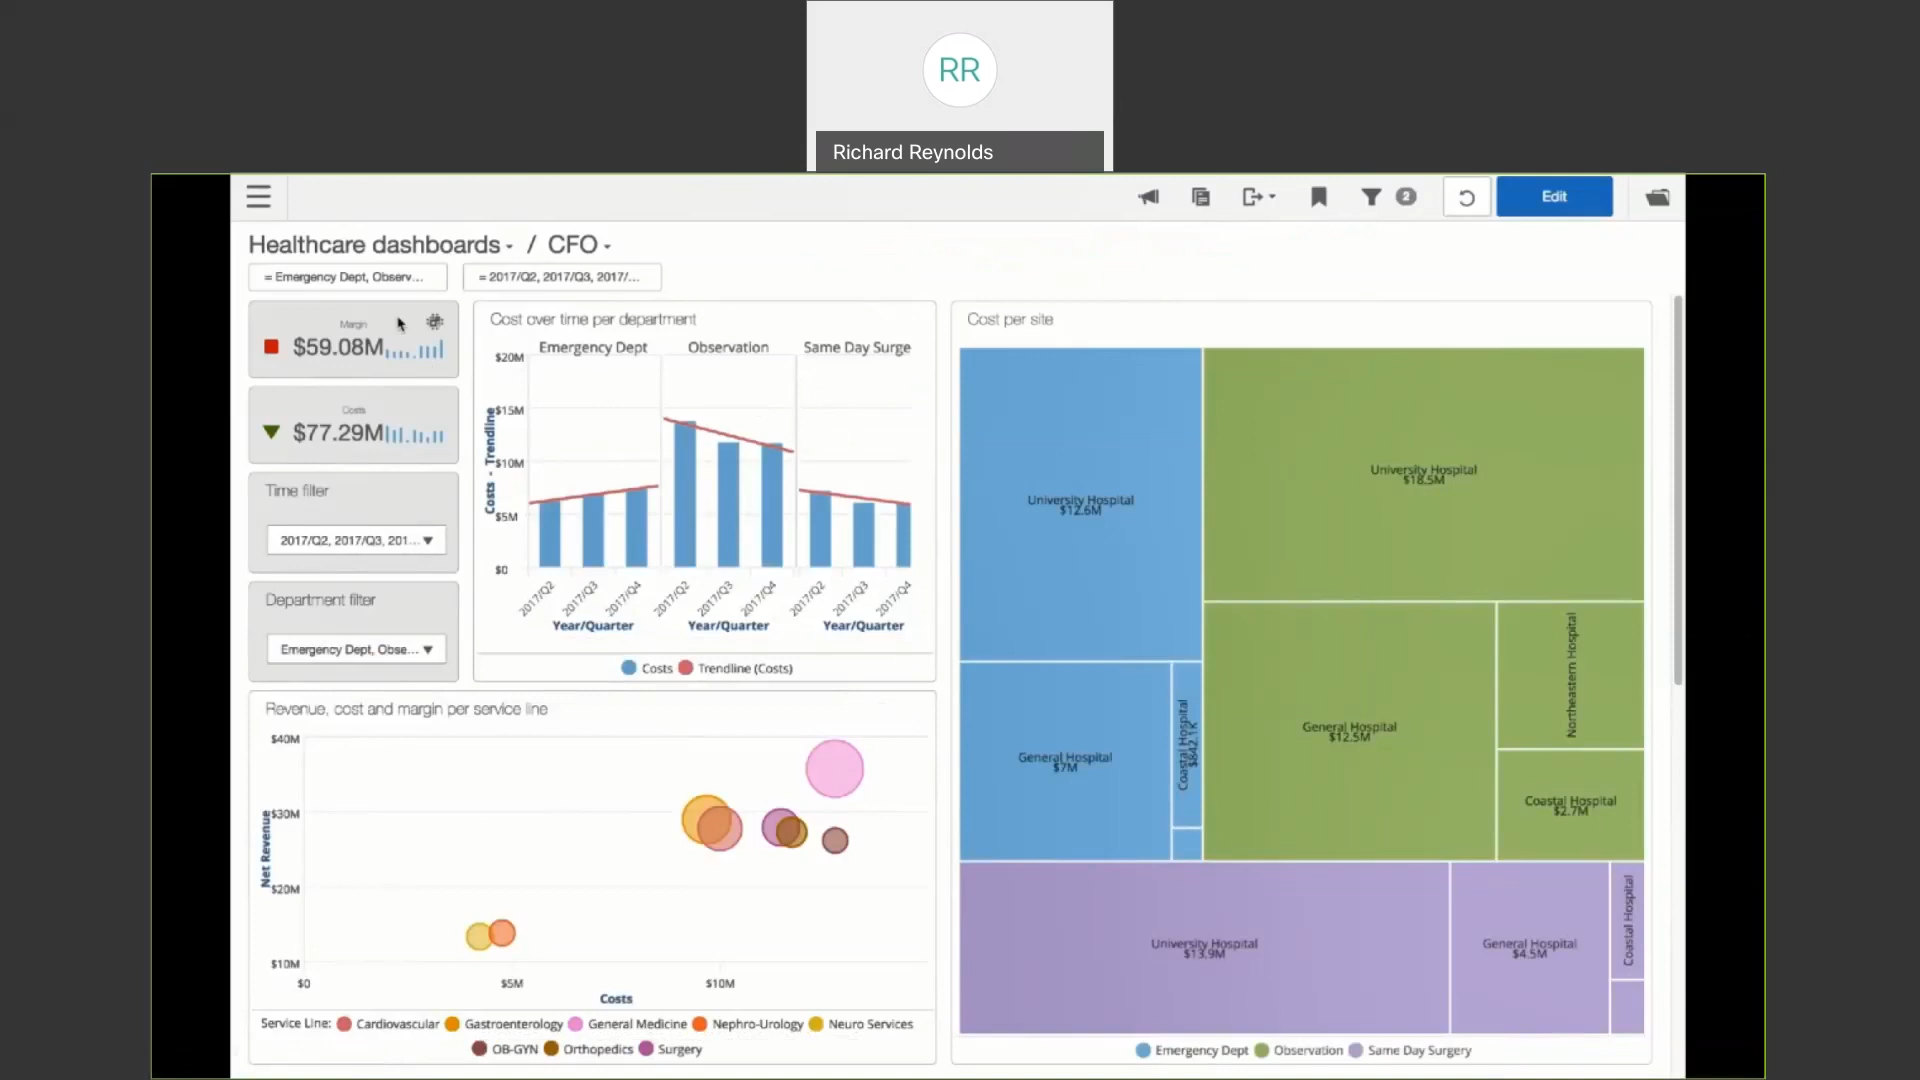 RR
Richard Reynolds
2
Edit
Healthcare dashboards / CFO
= Emergency Dept, Observ...
= 2017/Q2, 2017/Q3, 2017/...
Margin
$59.08M
Costs
$77.29M
Time filter
2017/Q2, 2017/Q3, 201...
Department filter
Emergency Dept, Obse...
Cost over time per department
Emergency Dept
Observation
Same Day Surge
Costs - Trendline
$20M
$15M
$10M
$5M
$0
2017/Q2
2017/Q3
2017/Q4
2017/Q2
2017/Q3
2017/Q4
2017/Q2
2017/Q3
2017/Q4
Year/Quarter
Year/Quarter
Year/Quarter
Costs
Trendline (Costs)
Cost per site
University Hospital
$12.6M
University Hospital
$18.5M
General Hospital
$7M
Coastal Hospital
$842.1K
General Hospital
$12.5M
Northeastern Hospital
Coastal Hospital
$2.7M
University Hospital
$13.9M
General Hospital
$4.5M
Coastal Hospital
Emergency Dept
Observation
Same Day Surgery
Revenue, cost and margin per service line
Net Revenue
$40M
$30M
$20M
$10M
$0
$5M
$10M
Costs
Service Line:
Cardiovascular
Gastroenterology
General Medicine
Nephro-Urology
Neuro Services
OB-GYN
Orthopedics
Surgery